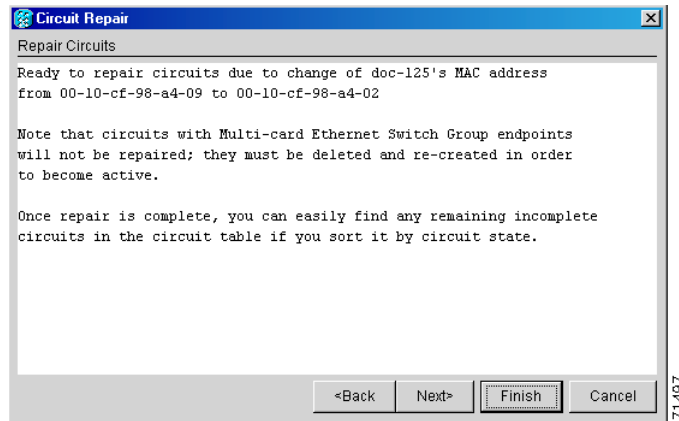 Circuit Repair
Repair Circuits
Ready to repair circuits due to change of doc-125's MAC address
from 00-10-cf-98-a4-09 to 00-10-cf-98-a4-02
Note that circuits with Multi-card Ethernet Switch Group endpoints
will not be repaired; they must be deleted and re-created in order
to become active.
Once repair is complete, you can easily find any remaining incomplete
circuits in the circuit table if you sort it by circuit state.
<Back Next> Finish Cancel
71497